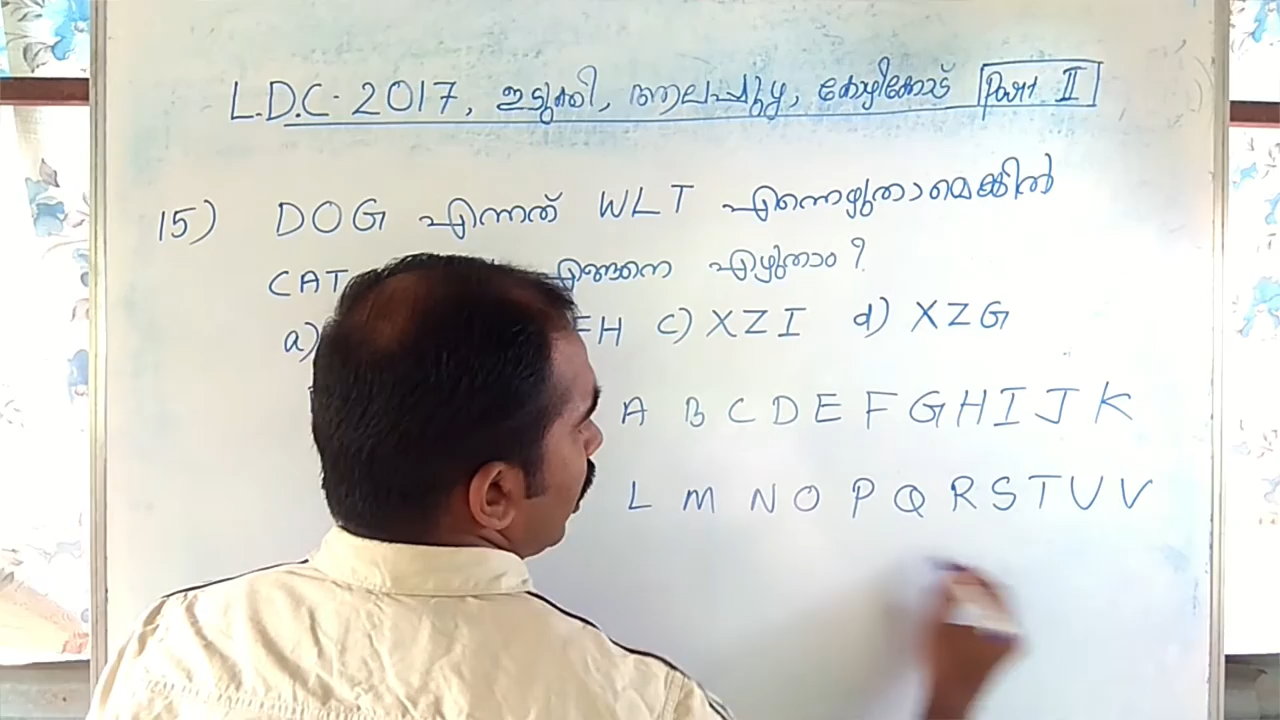 L.D.C - 2017, ഇടുക്കി, ആലപ്പുഴ, കോഴിക്കോട് Part II
15) DOG എന്നത് WLT എന്നെഴുതാമെങ്കിൽ
CAT എങ്ങനെ എഴുതാം?
a) FH c) XZI d) XZG
A B C D E F G H I J K
L M N O P Q R S T U V